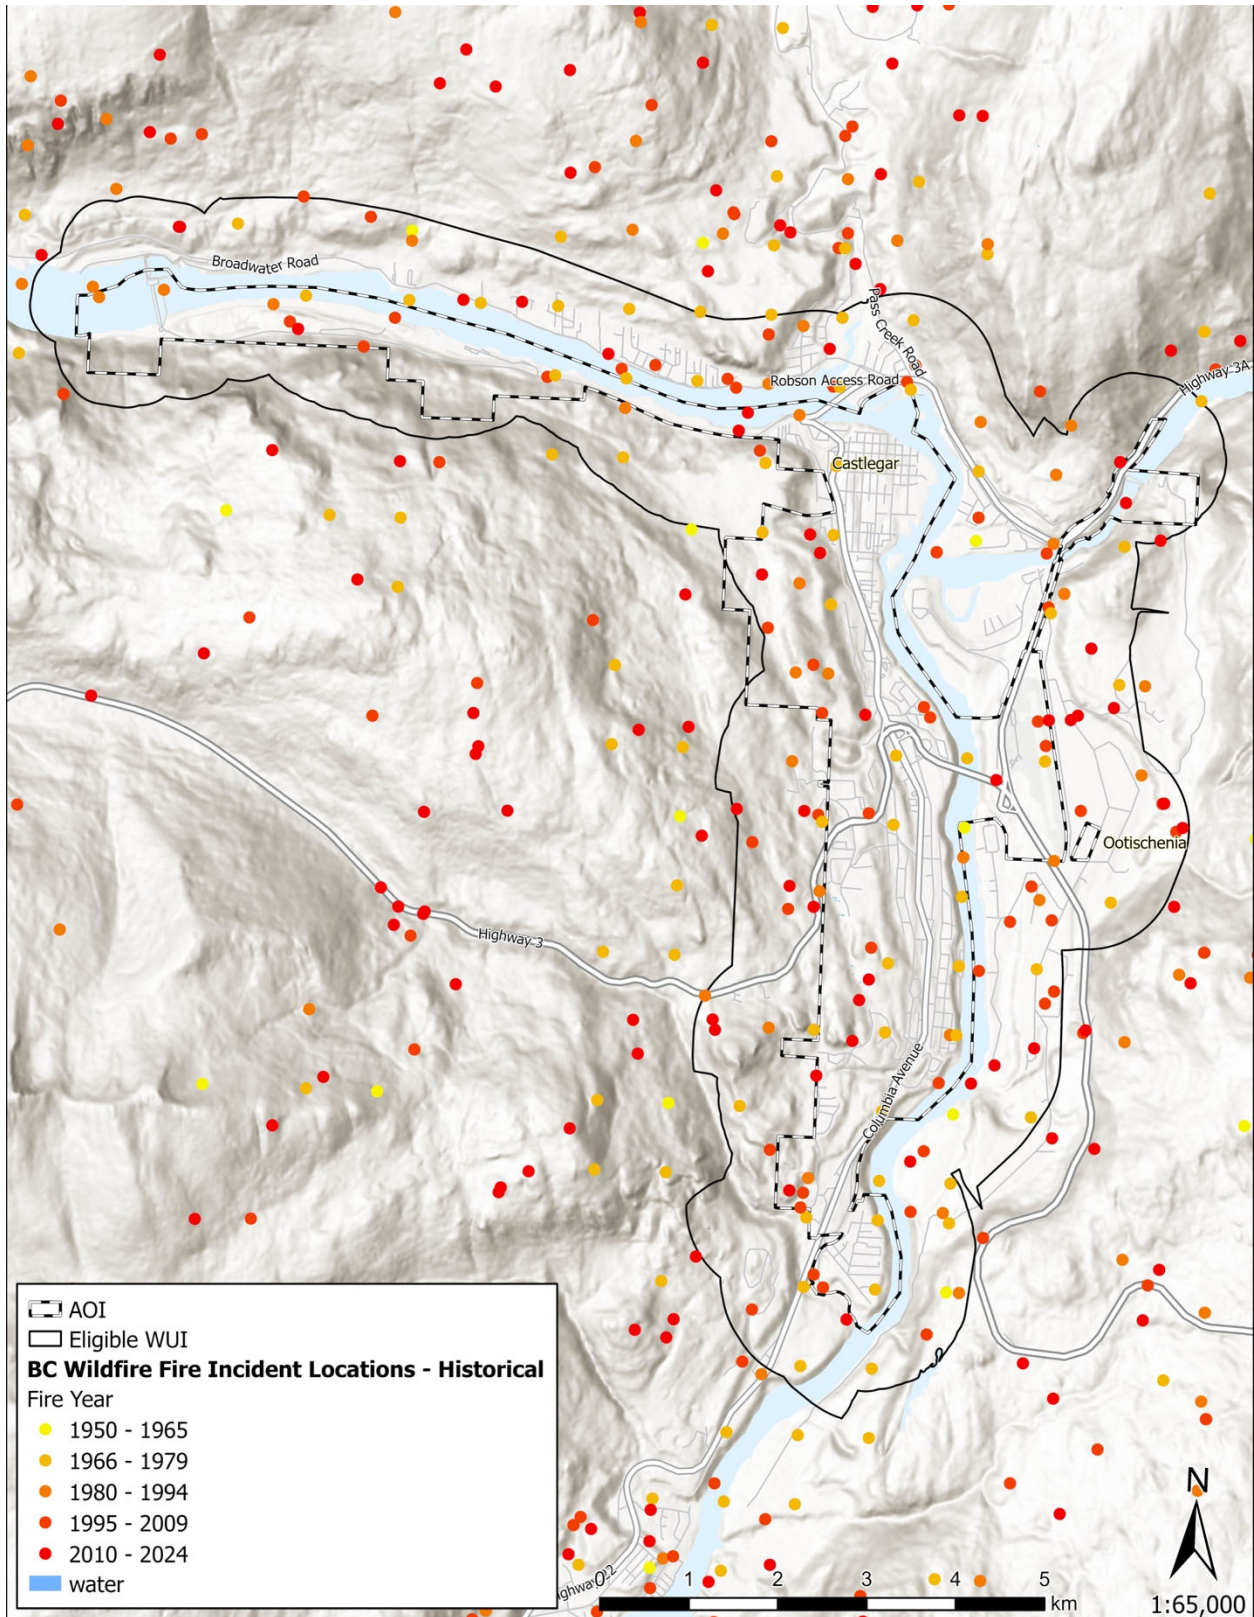 Broadwater Road
Pass Creek Road
Highway 3A
Robson Access Road
Castlegar
Ootischenia
Highway 3
Columbia Avenue
AOI
Eligible WUI
BC Wildfire Fire Incident Locations - Historical
Fire Year
1950 - 1965
1966 - 1979
1980 - 1994
1995 - 2009
2010 - 2024
water
0 1 2 3 4 5
km
N
1:65,000